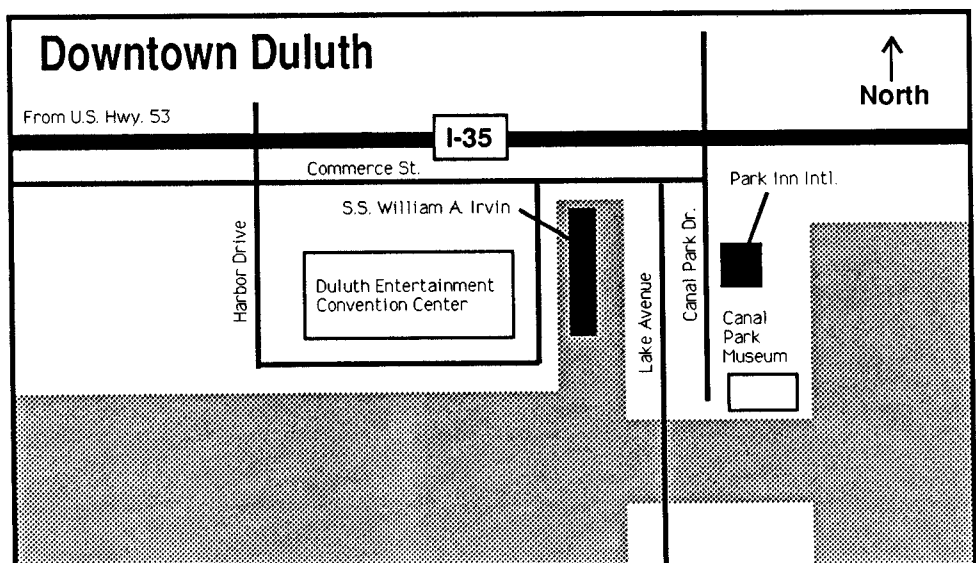 Downtown Duluth
North
From U.S. Hwy. 53
I-35
Commerce St.
Park Inn Intl.
S.S. William A. Irvin
Harbor Drive
Duluth Entertainment
Convention Center
Lake Avenue
Canal Park Dr.
Canal
Park
Museum